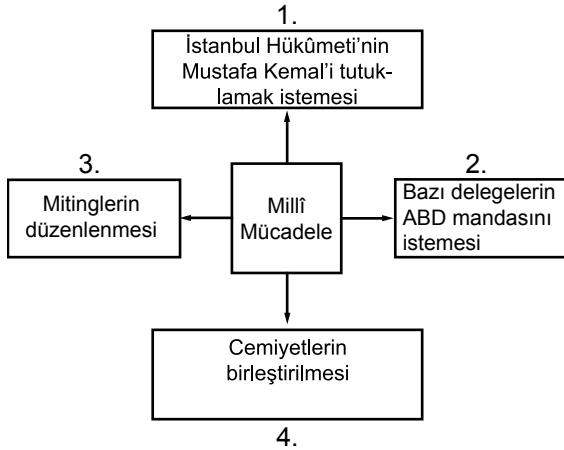 1.
İstanbul Hükûmeti’nin
Mustafa Kemal’i tutuk-
lamak istemesi
3.
Mitinglerin
düzenlenmesi
Millî
Mücadele
2.
Bazı delegelerin
ABD mandasını
istemesi
Cemiyetlerin
birleştirilmesi
4.